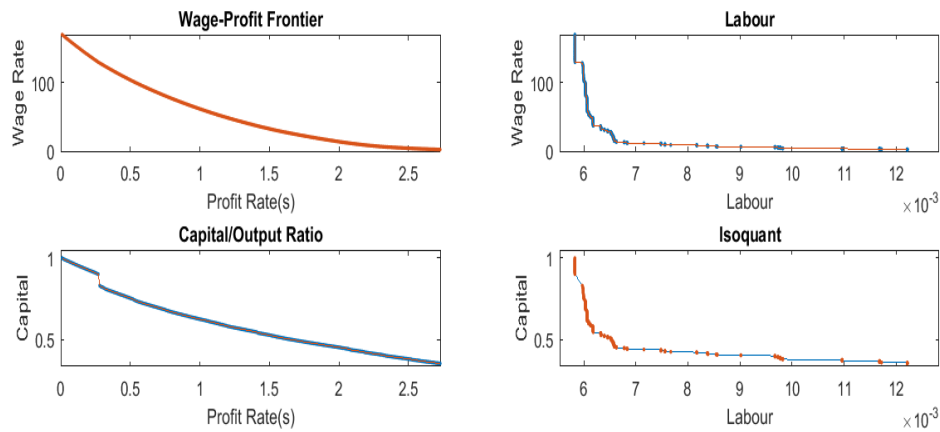 Wage-Profit Frontier
Wage Rate
100
0
0 0.5 1 1.5 2 2.5
Profit Rate(s)
Labour
Wage Rate
100
0
6 7 8 9 10 11 12
Labour
×10-3
Capital/Output Ratio
Capital
1
0.5
0 0.5 1 1.5 2 2.5
Profit Rate(s)
Isoquant
Capital
1
0.5
6 7 8 9 10 11 12
Labour
×10-3